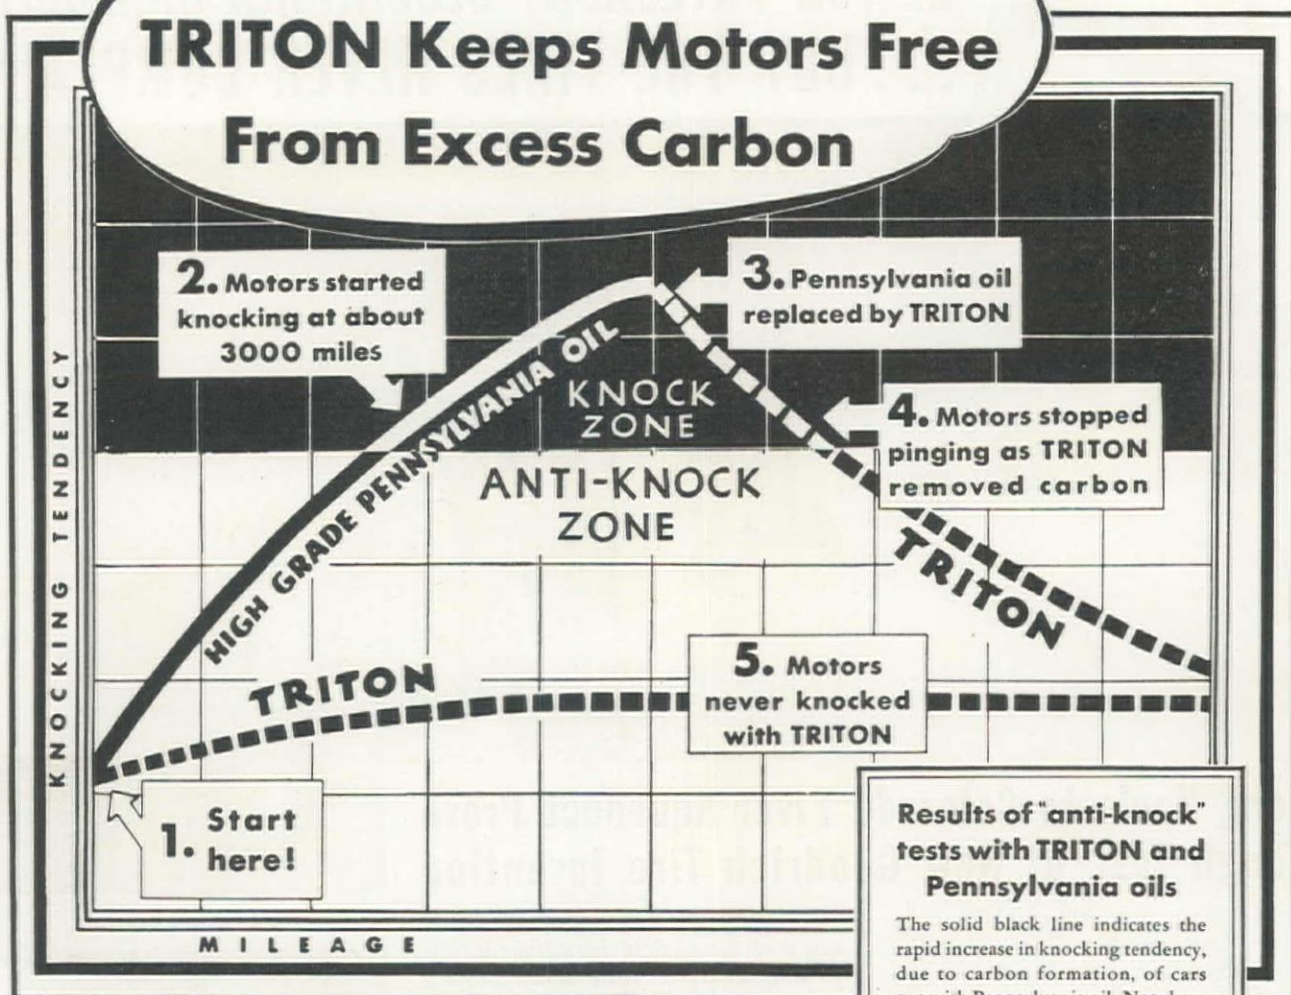 TRITON Keeps Motors Free
From Excess Carbon
2. Motors started
knocking at about
3000 miles
3. Pennsylvania oil
replaced by TRITON
KNOCK
ZONE
HIGH GRADE PENNSYLVANIA OIL
4. Motors stopped
pinging as TRITON
removed carbon
ANTI-KNOCK
ZONE
TRITON
KNOCKING TENDENCY
TRITON
5. Motors
never knocked
with TRITON
1. Start
here!
MILEAGE
Results of "anti-knock"
tests with TRITON and
Pennsylvania oils
The solid black line indicates the
rapid increase in knocking tendency,
due to carbon formation, of cars